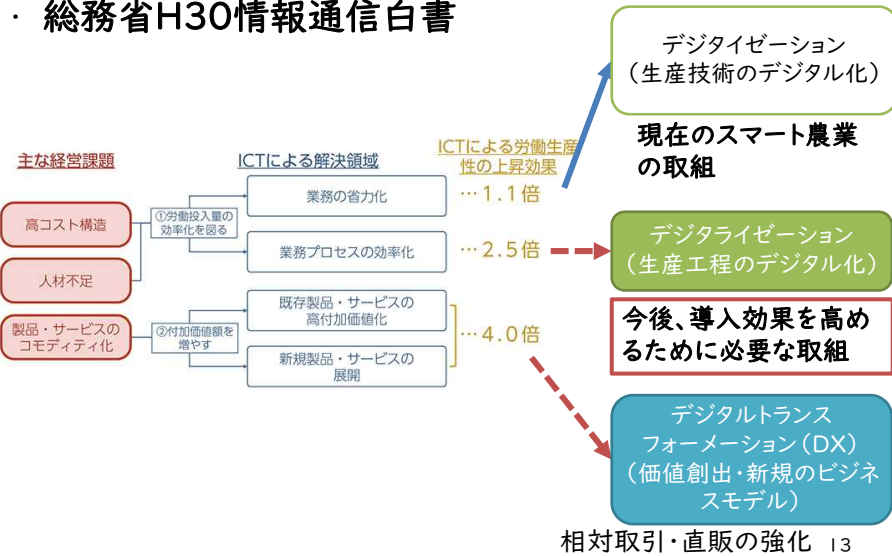 ・ 総務省H30情報通信白書
主な経営課題
ICTによる解決領域
ICTによる労働生産
性の上昇効果
高コスト構造
人材不足
製品・サービスの
コモディティ化
①労働投入量の
効率化を図る
②付加価値額を
増やす
業務の省力化
業務プロセスの効率化
既存製品・サービスの
高付加価値化
新規製品・サービスの
展開
…1.1倍
…2.5倍
…4.0倍
デジタイゼーション
（生産技術のデジタル化）
現在のスマート農業
の取組
デジタライゼーション
（生産工程のデジタル化）
今後、導入効果を高め
るために必要な取組
デジタルトランス
フォーメーション（DX）
（価値創出・新規のビジネ
スモデル）
相対取引・直販の強化
13